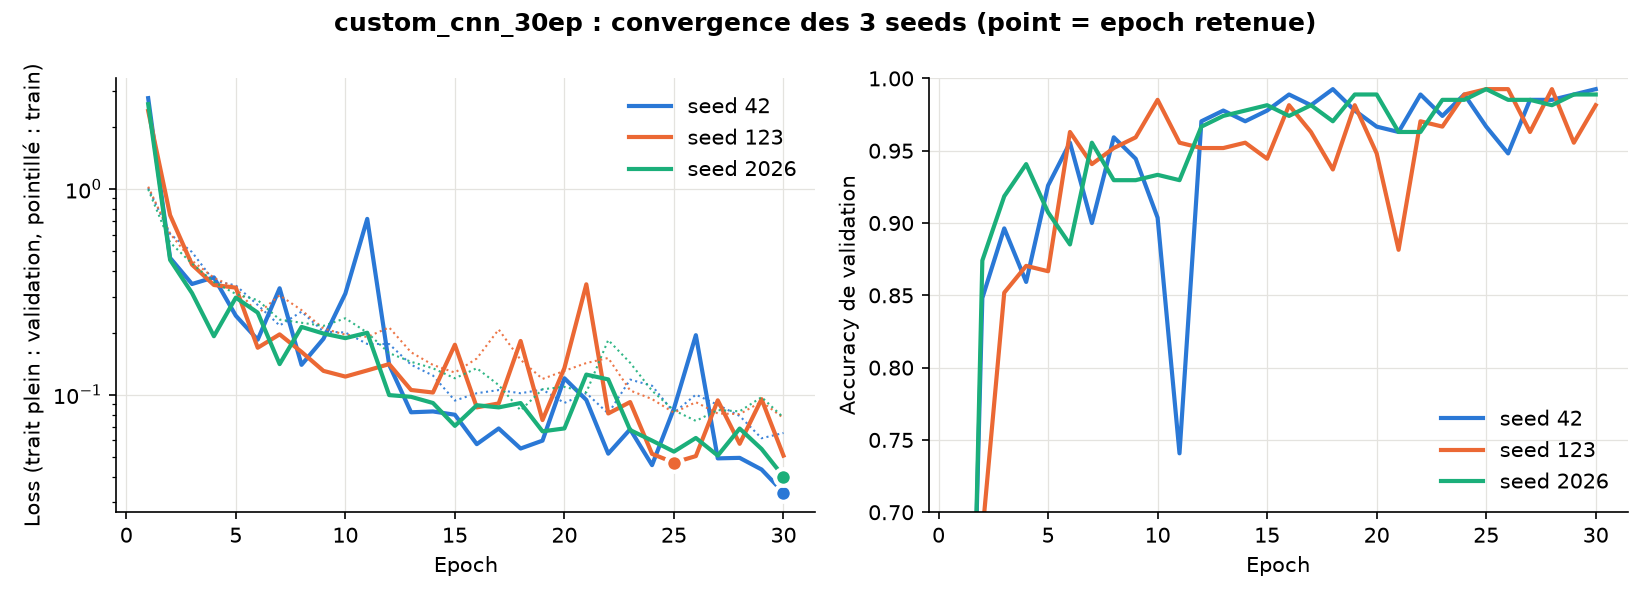 custom_cnn_30ep : convergence des 3 seeds (point = epoch retenue)
Loss (trait plein : validation, pointillé : train)
10⁰
10⁻¹
seed 42
seed 123
seed 2026
0 5 10 15 20 25 30
Epoch
Accuracy de validation
1.00
0.95
0.90
0.85
0.80
0.75
0.70
seed 42
seed 123
seed 2026
0 5 10 15 20 25 30
Epoch